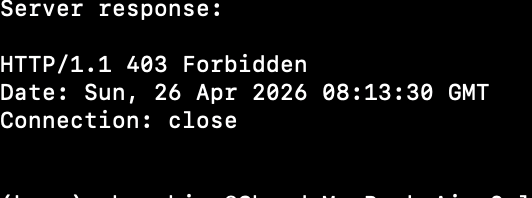 Server response:
HTTP/1.1 403 Forbidden
Date: Sun, 26 Apr 2026 08:13:30 GMT
Connection: close